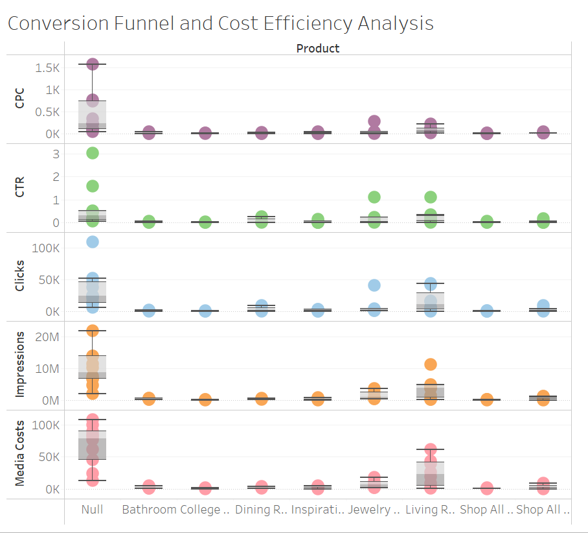 Conversion Funnel and Cost Efficiency Analysis
Product
CPC
1.5K
1K
0.5K
0K
CTR
3
2
1
0
Clicks
100K
50K
0K
Impressions
20M
10M
0M
Media Costs
100K
50K
0K
Null Bathroom College .. Dining R.. Inspirati.. Jewelry .. Living R.. Shop All .. Shop All ..